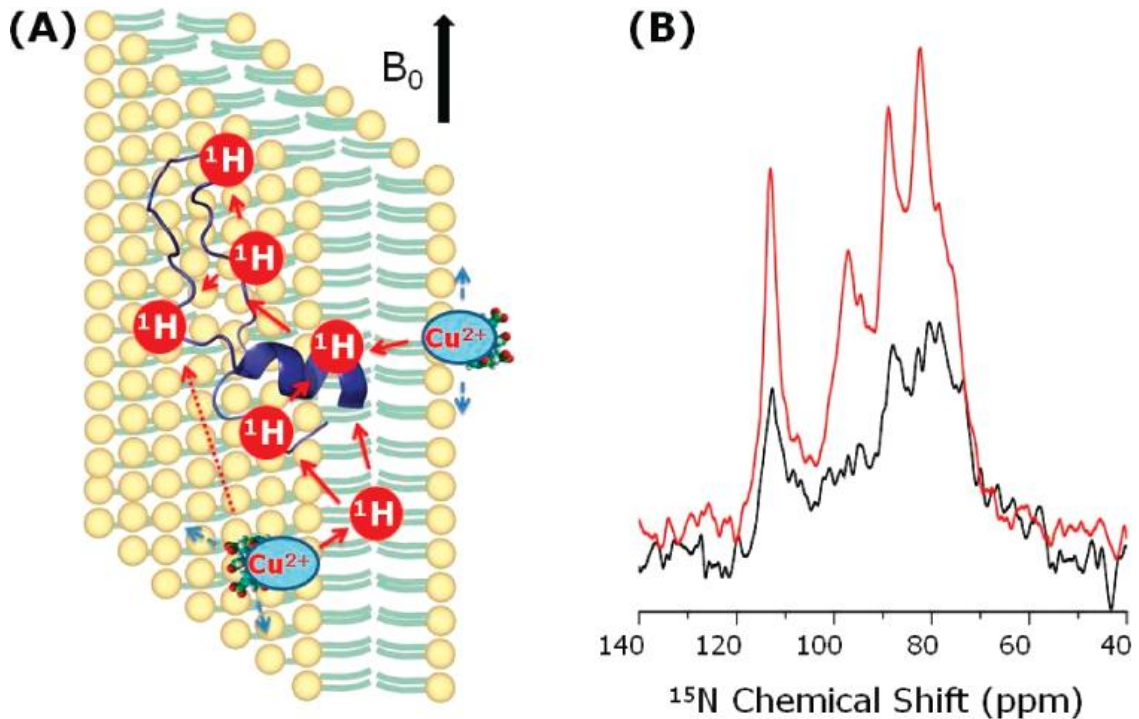 (A)
B₀
¹H
¹H
¹H
¹H
Cu²⁺
¹H
¹H
Cu²⁺
(B)
140 120 100 80 60 40
¹⁵N Chemical Shift (ppm)